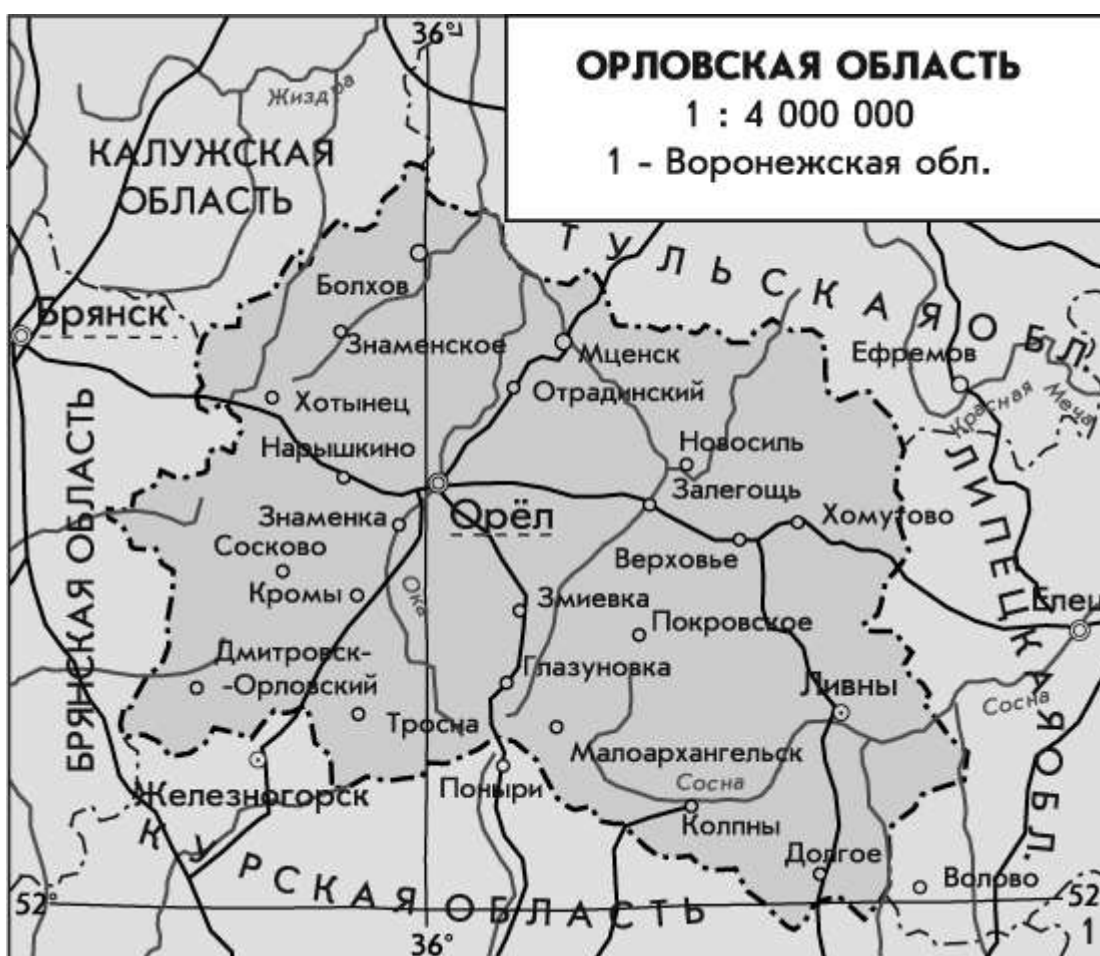 36°
ОРЛОВСКАЯ ОБЛАСТЬ
1 : 4 000 000
1 - Воронежская обл.
Жиздра
КАЛУЖСКАЯ
ОБЛАСТЬ
ТУЛЬСКАЯ ОБЛ.
Болхов
Брянск
Знаменское
Мценск
Ефремов
Отрадинский
Хотынец
Красная
Меча
Нарышкино
Новосиль
Залегощь
Орёл
Знаменка
Хомутово
Сосково
Верховье
БРЯНСКАЯ ОБЛАСТЬ
ЛИПЕЦКАЯ ОБЛ.
Кромы
Ока
Змиевка
Покровское
Елец
Дмитровск-
-Орловский
Глазуновка
Ливны
Сосна
Тросна
Малоархангельск
Железногорск
Поныри
Сосна
Колпны
Долгое
Волово
КУРСКАЯ ОБЛАСТЬ
52°
52°
36°
1